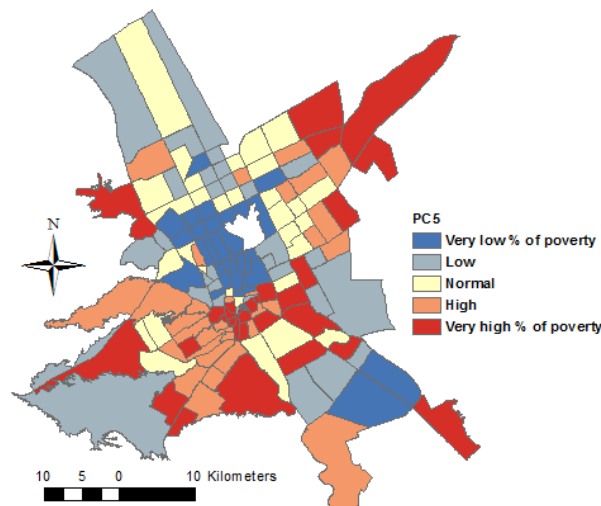 N
PC5
Very low % of poverty
Low
Normal
High
Very high % of poverty
10 5 0 10 Kilometers